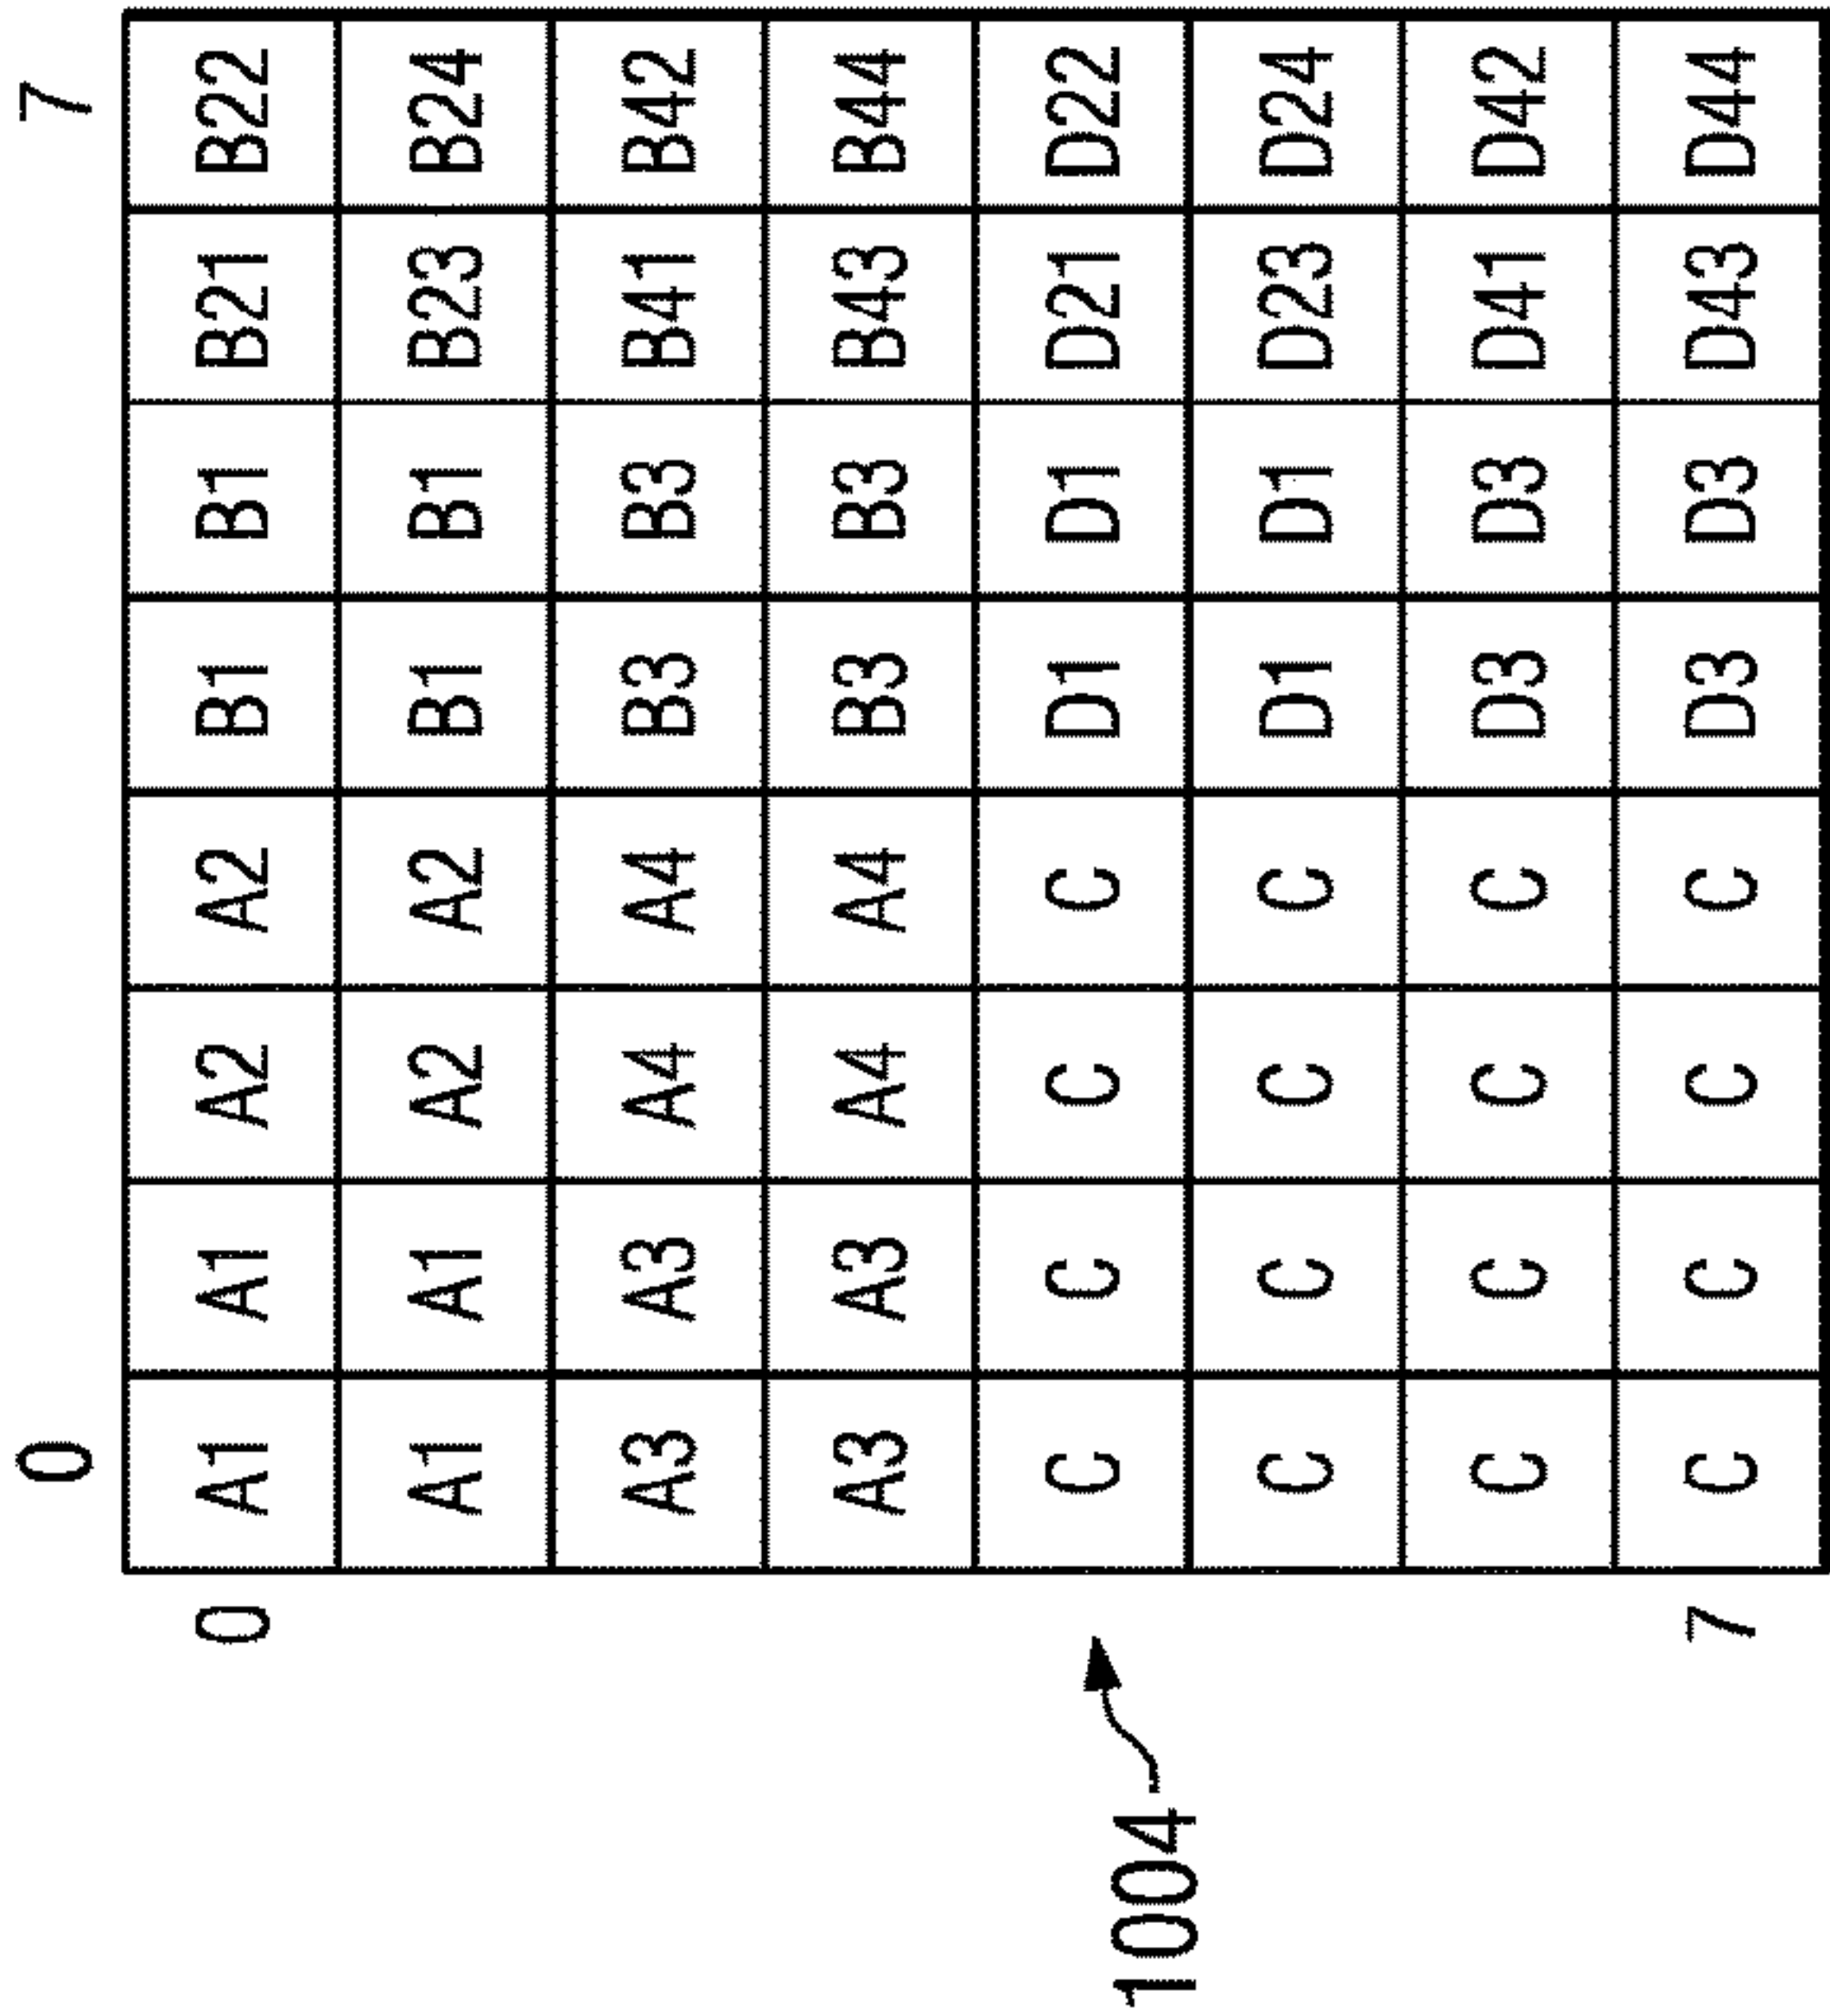 0 7
0 A1 A1 A2 A2 B1 B1 B21 B22
A1 A1 A2 A2 B1 B1 B23 B24
A3 A3 A4 A4 B3 B3 B41 B42
A3 A3 A4 A4 B3 B3 B43 B44
1004 C C C C D1 D1 D21 D22
C C C C D1 D1 D23 D24
C C C C D3 D3 D41 D42
7 C C C C D3 D3 D43 D44